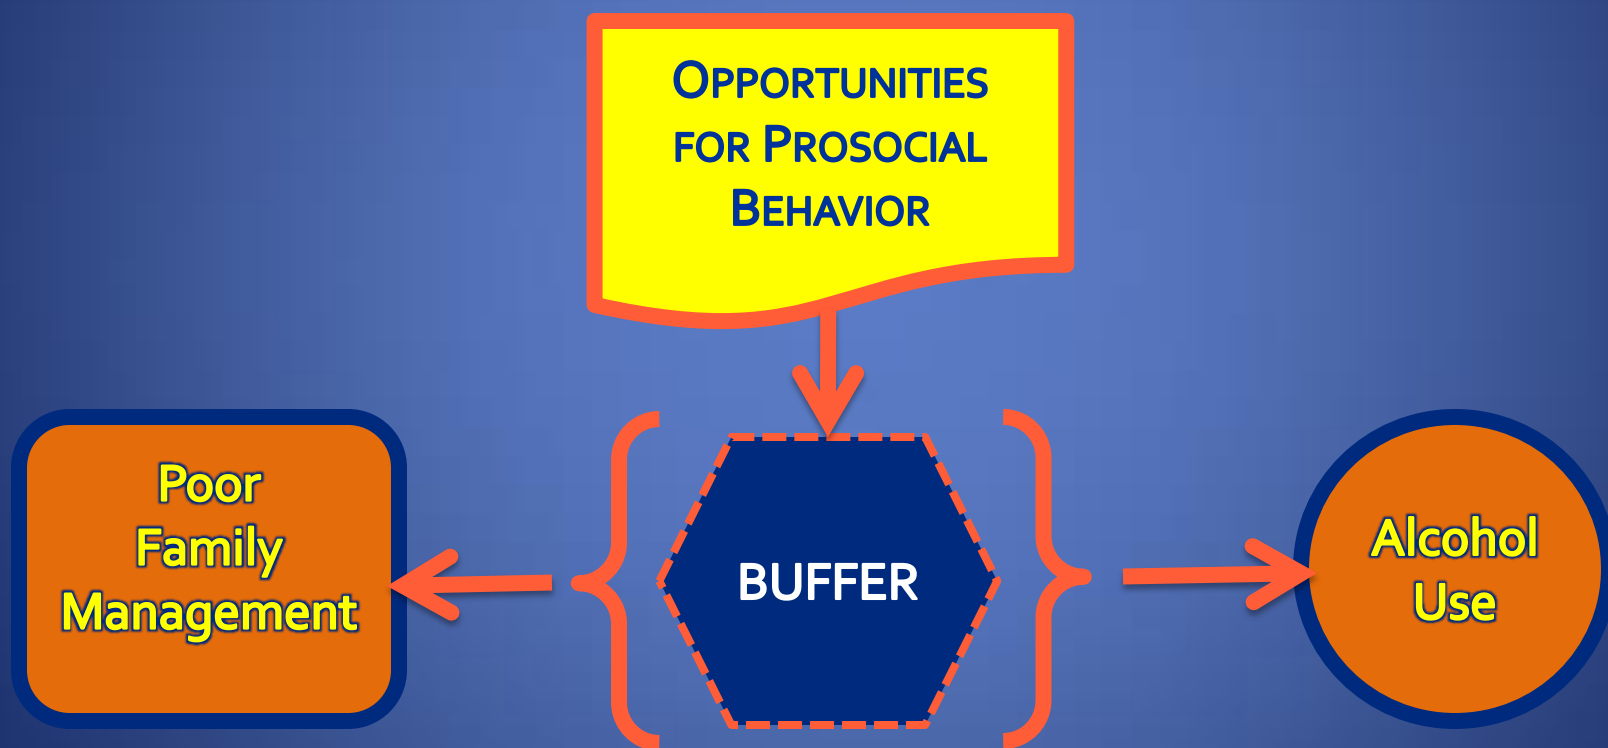 OPPORTUNITIES
FOR PROSOCIAL
BEHAVIOR
Poor
Family
Management
BUFFER
Alcohol
Use